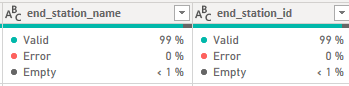 ABC end_station_name ABC end_station_id
Valid 99 % Valid 99 %
Error 0 % Error 0 %
Empty < 1 % Empty < 1 %